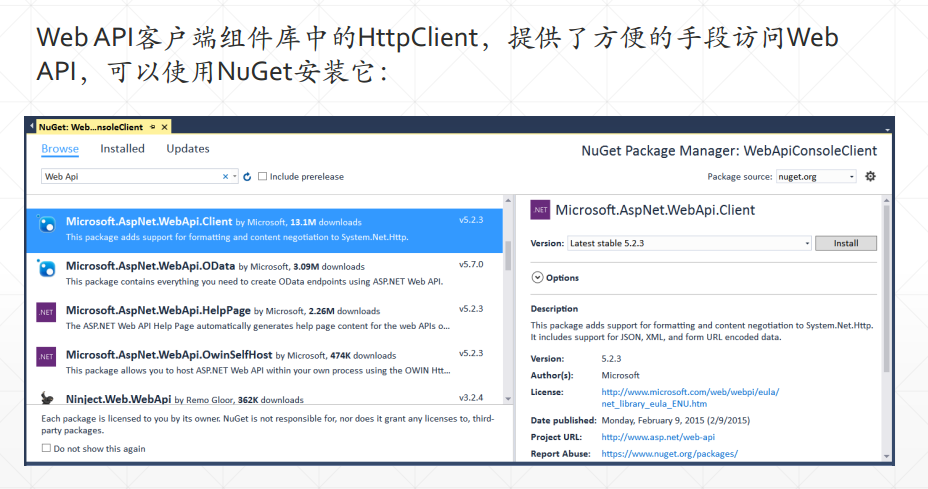 Web API客户端组件库中的HttpClient，提供了方便的手段访问Web
API，可以使用NuGet安装它：
NuGet: Web...nsoleClient
Browse Installed Updates
NuGet Package Manager: WebApiConsoleClient
Web Api
Include prerelease
Package source: nuget.org
Microsoft.AspNet.WebApi.Client by Microsoft, 13.1M downloads v5.2.3
This package adds support for formatting and content negotiation to System.Net.Http.
Microsoft.AspNet.WebApi.OData by Microsoft, 3.09M downloads v5.7.0
This package contains everything you need to create OData endpoints using ASP.NET Web API.
.NET
Microsoft.AspNet.WebApi.HelpPage by Microsoft, 2.26M downloads v5.2.3
The ASP.NET Web API Help Page automatically generates help page content for the web APIs o...
.NET
Microsoft.AspNet.WebApi.OwinSelfHost by Microsoft, 474K downloads v5.2.3
This package allows you to host ASP.NET Web API within your own process using the OWIN Htt...
Ninject.Web.WebApi by Remo Gloor, 362K downloads v3.2.4
Each package is licensed to you by its owner. NuGet is not responsible for, nor does it grant any licenses to, third-
party packages.
Do not show this again
.NET
Microsoft.AspNet.WebApi.Client
Version: Latest stable 5.2.3 Install
Options
Description
This package adds support for formatting and content negotiation to System.Net.Http.
It includes support for JSON, XML, and form URL encoded data.
Version: 5.2.3
Author(s): Microsoft
License: http://www.microsoft.com/web/webpi/eula/
net_library_eula_ENU.htm
Date published: Monday, February 9, 2015 (2/9/2015)
Project URL: http://www.asp.net/web-api
Report Abuse: https://www.nuget.org/packages/